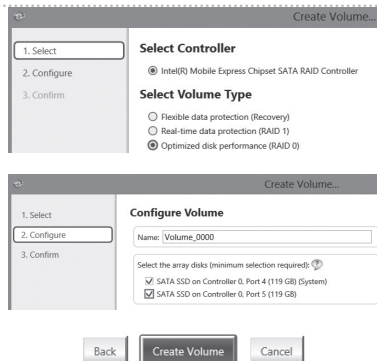 Create Volume...
1. Select
2. Configure
3. Confirm
Select Controller
Intel(R) Mobile Express Chipset SATA RAID Controller
Select Volume Type
Flexible data protection (Recovery)
Real-time data protection (RAID 1)
Optimized disk performance (RAID 0)
Create Volume...
1. Select
2. Configure
3. Confirm
Configure Volume
Name: Volume_0000
Select the array disks (minimum selection required): ?
SATA SSD on Controller 0, Port 4 (119 GB) (System)
SATA SSD on Controller 0, Port 5 (119 GB)
Back Create Volume Cancel